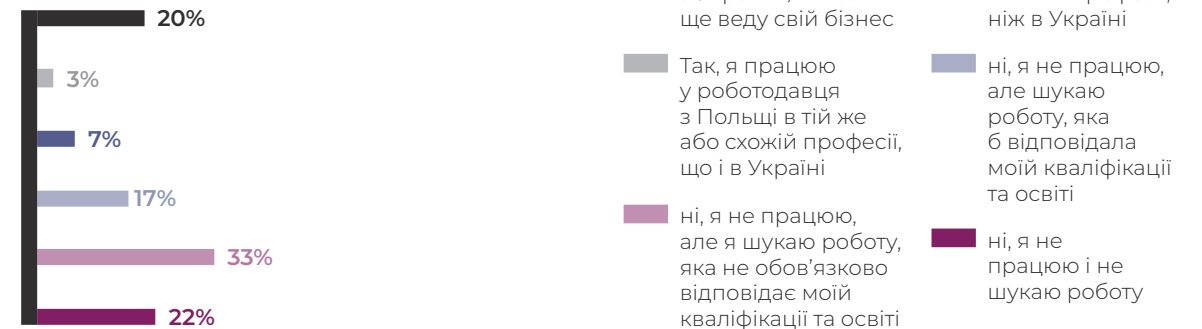 20%
3%
7%
17%
33%
22%
ще веду свій бізнес
Так, я працюю
у роботодавця
з Польщі в тій же
або схожій професії,
що і в Україні
ні, я не працюю,
але я шукаю роботу,
яка не обов’язково
відповідає моїй
кваліфікації та освіті
ніж в Україні
ні, я не працюю,
але шукаю
роботу, яка
б відповідала
моїй кваліфікації
та освіті
ні, я не
працюю і не
шукаю роботу